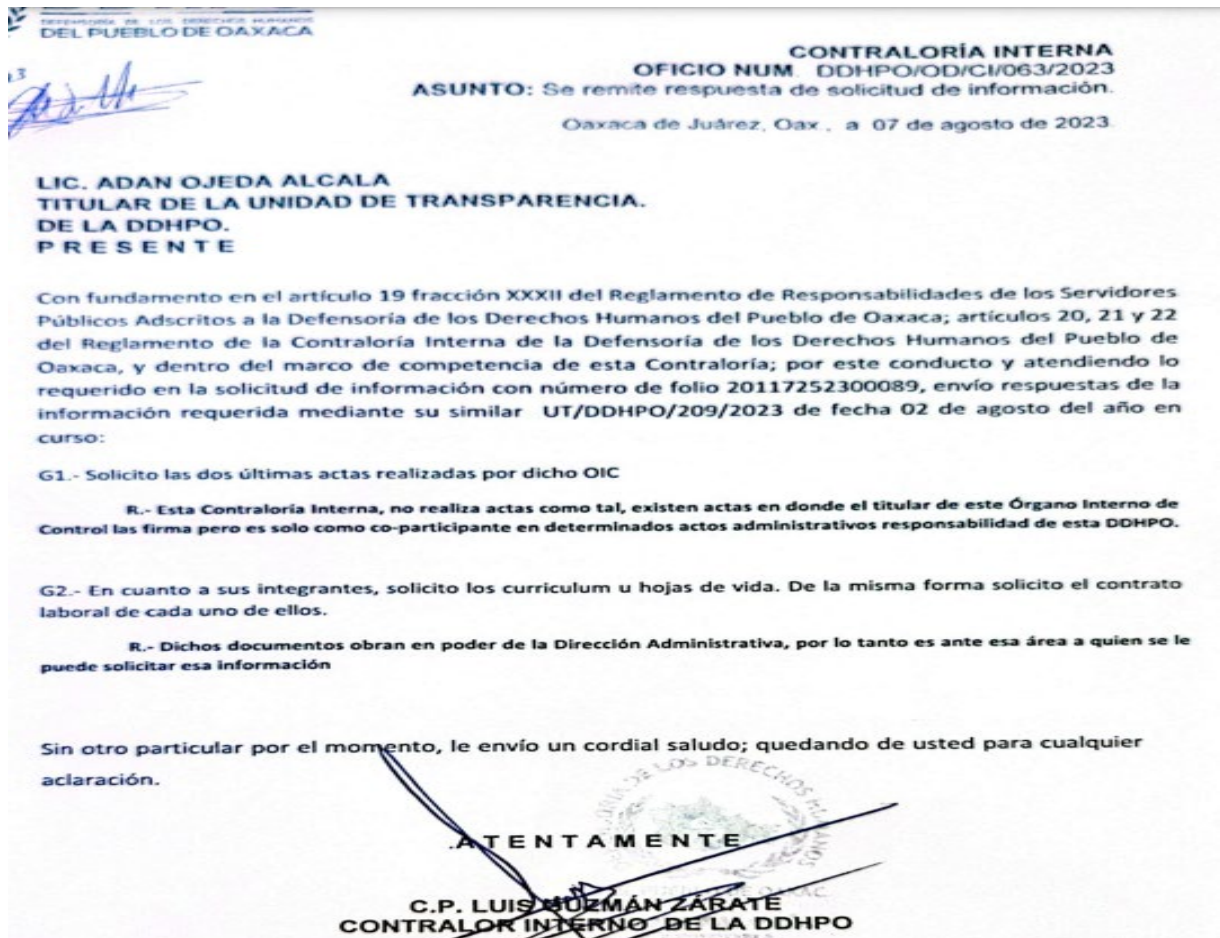 DEFENSORÍA DE LOS DERECHOS HUMANOS
DEL PUEBLO DE OAXACA
CONTRALORÍA INTERNA
OFICIO NUM. DDHPO/OD/CI/063/2023
ASUNTO: Se remite respuesta de solicitud de información.
Oaxaca de Juárez, Oax., a 07 de agosto de 2023.
LIC. ADAN OJEDA ALCALA
TITULAR DE LA UNIDAD DE TRANSPARENCIA.
DE LA DDHPO.
P R E S E N T E
Con fundamento en el artículo 19 fracción XXXII del Reglamento de Responsabilidades de los Servidores
Públicos Adscritos a la Defensoría de los Derechos Humanos del Pueblo de Oaxaca; artículos 20, 21 y 22
del Reglamento de la Contraloría Interna de la Defensoría de los Derechos Humanos del Pueblo de
Oaxaca, y dentro del marco de competencia de esta Contraloría; por este conducto y atendiendo lo
requerido en la solicitud de información con número de folio 20117252300089, envío respuestas de la
información requerida mediante su similar UT/DDHPO/209/2023 de fecha 02 de agosto del año en
curso:
G1.- Solicito las dos últimas actas realizadas por dicho OIC
R.- Esta Contraloría Interna, no realiza actas como tal, existen actas en donde el titular de este Órgano Interno de
Control las firma pero es solo como co-participante en determinados actos administrativos responsabilidad de esta DDHPO.
G2.- En cuanto a sus integrantes, solicito los curriculum u hojas de vida. De la misma forma solicito el contrato
laboral de cada uno de ellos.
R.- Dichos documentos obran en poder de la Dirección Administrativa, por lo tanto es ante esa área a quien se le
puede solicitar esa información
Sin otro particular por el momento, le envío un cordial saludo; quedando de usted para cualquier
aclaración.
DE LOS DERECHOS HUMANOS
.A T E N T A M E N T E
C.P. LUIS GUZMÁN ZÁRATE
CONTRALOR INTERNO DE LA DDHPO